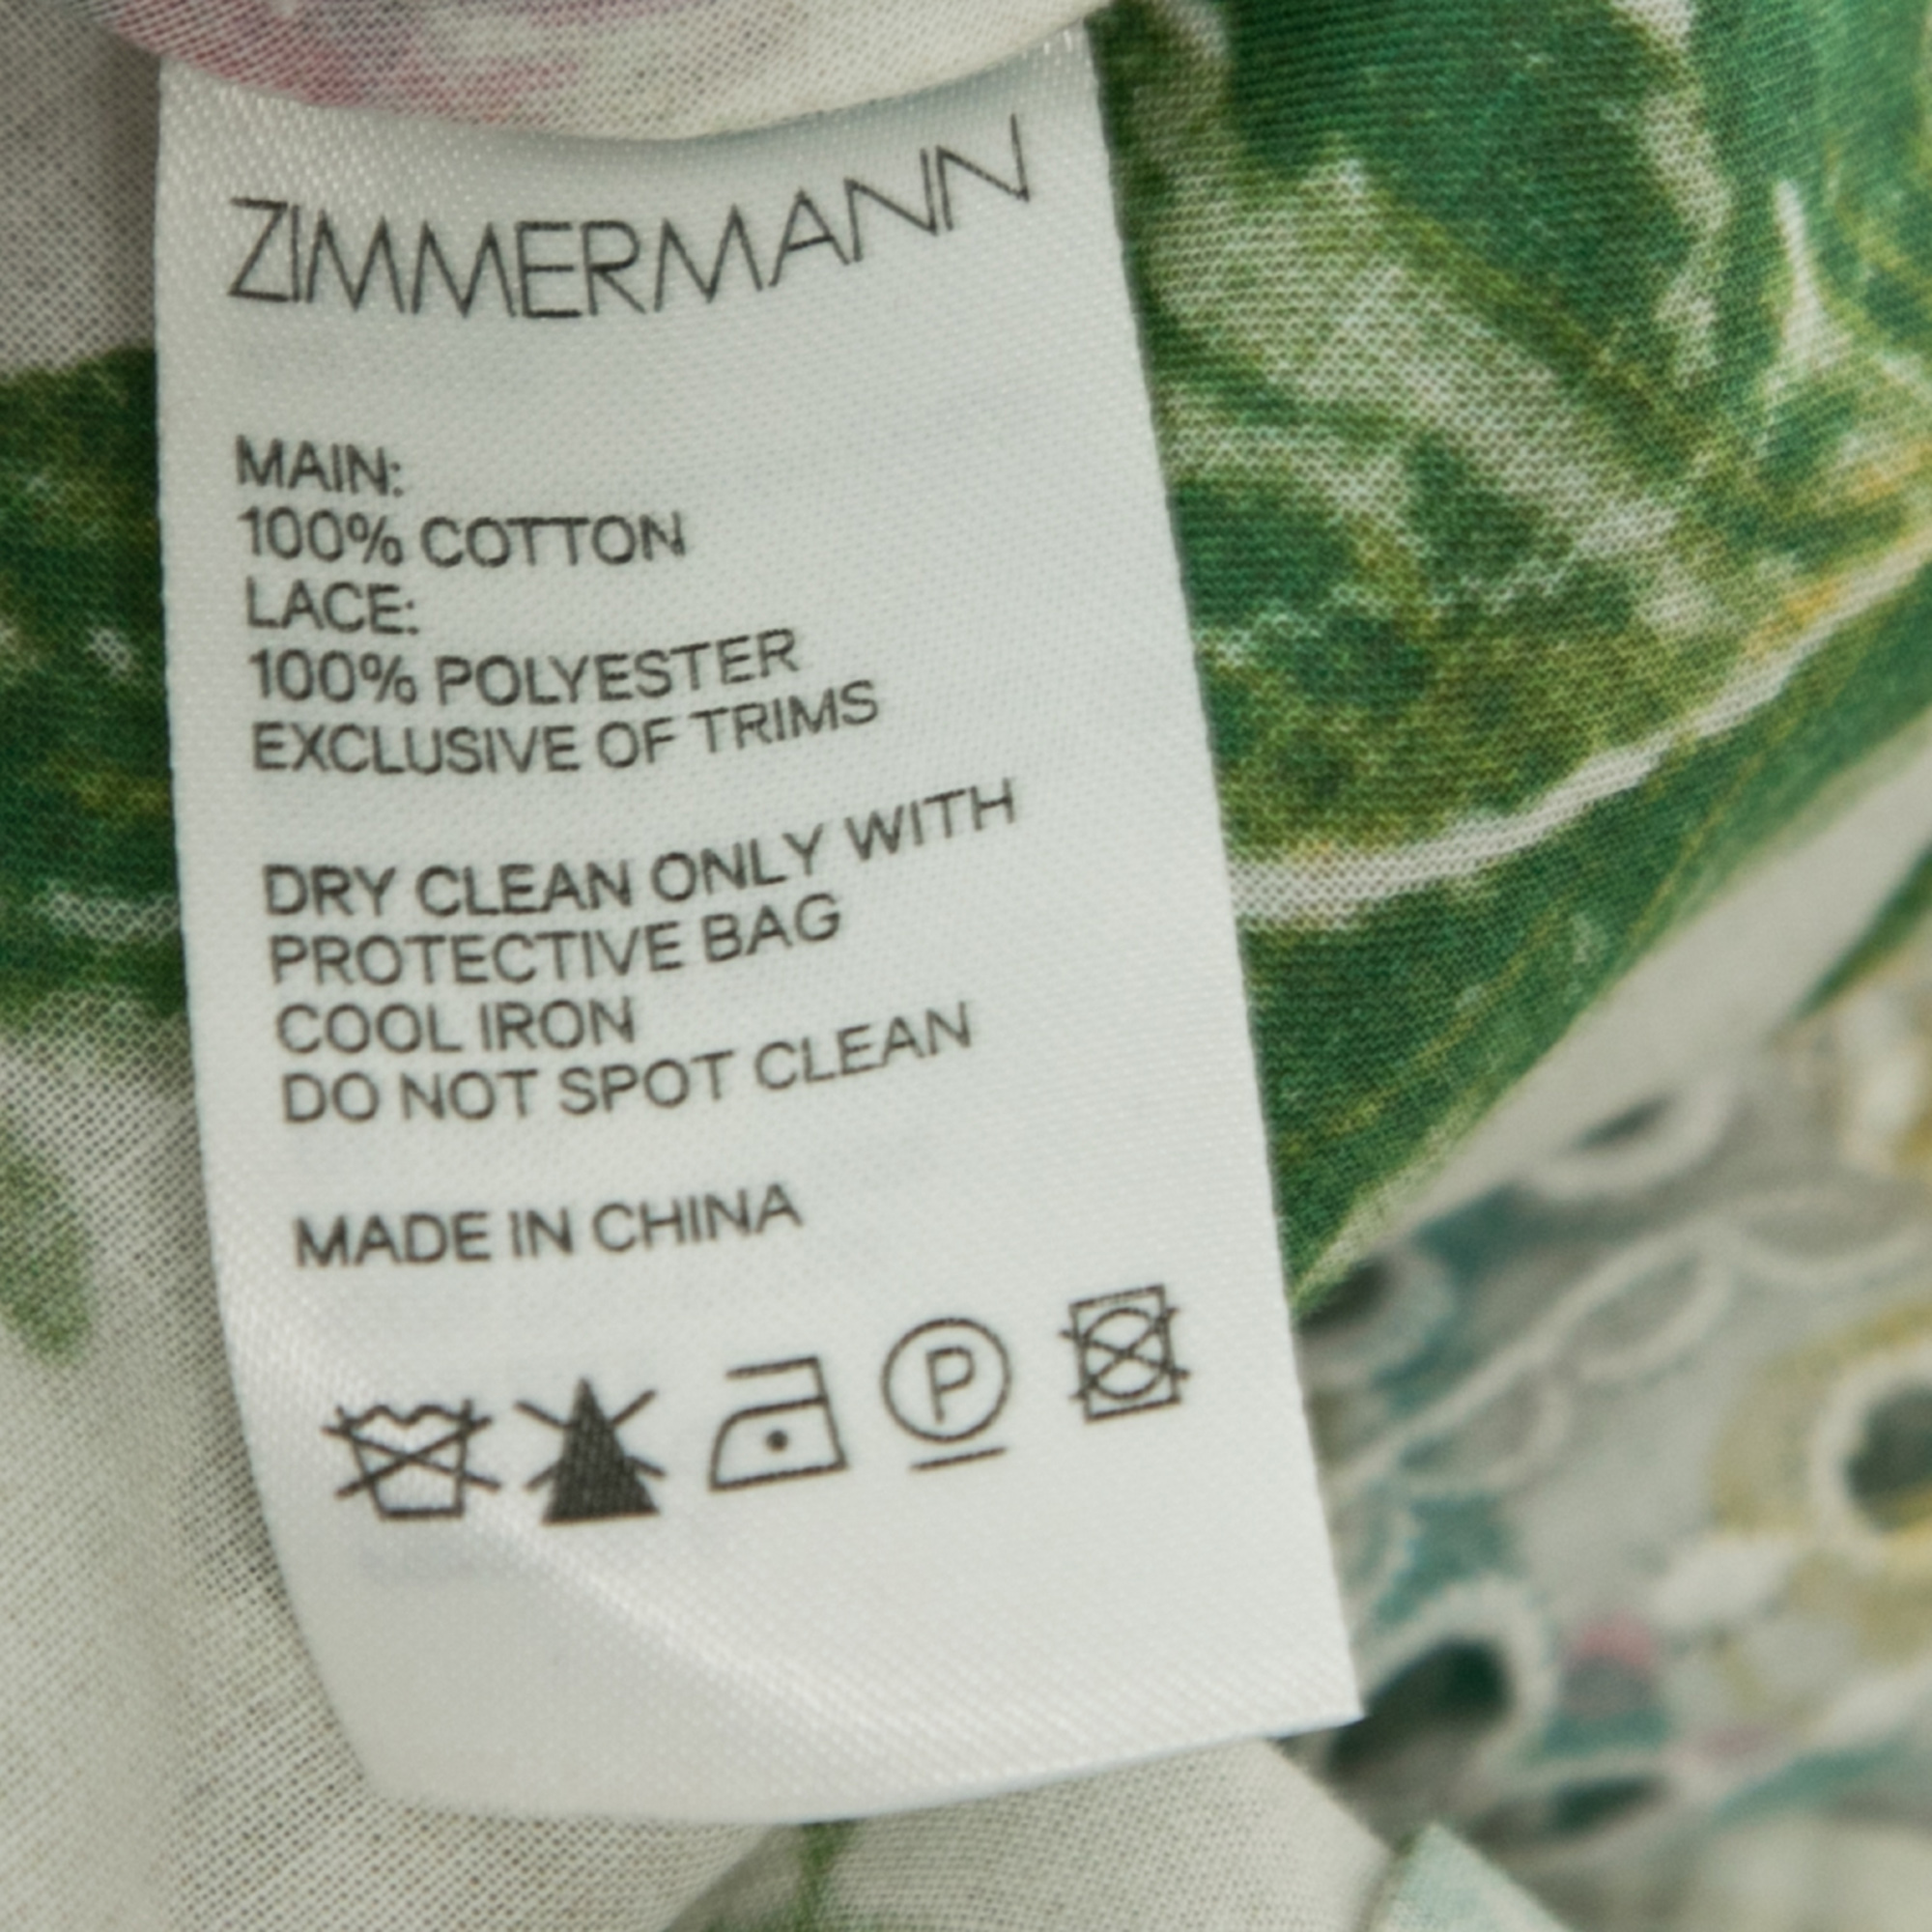 ZIMMERMANN
MAIN:
100% COTTON
LACE:
100% POLYESTER
EXCLUSIVE OF TRIMS
DRY CLEAN ONLY WITH
PROTECTIVE BAG
COOL IRON
DO NOT SPOT CLEAN
MADE IN CHINA
P